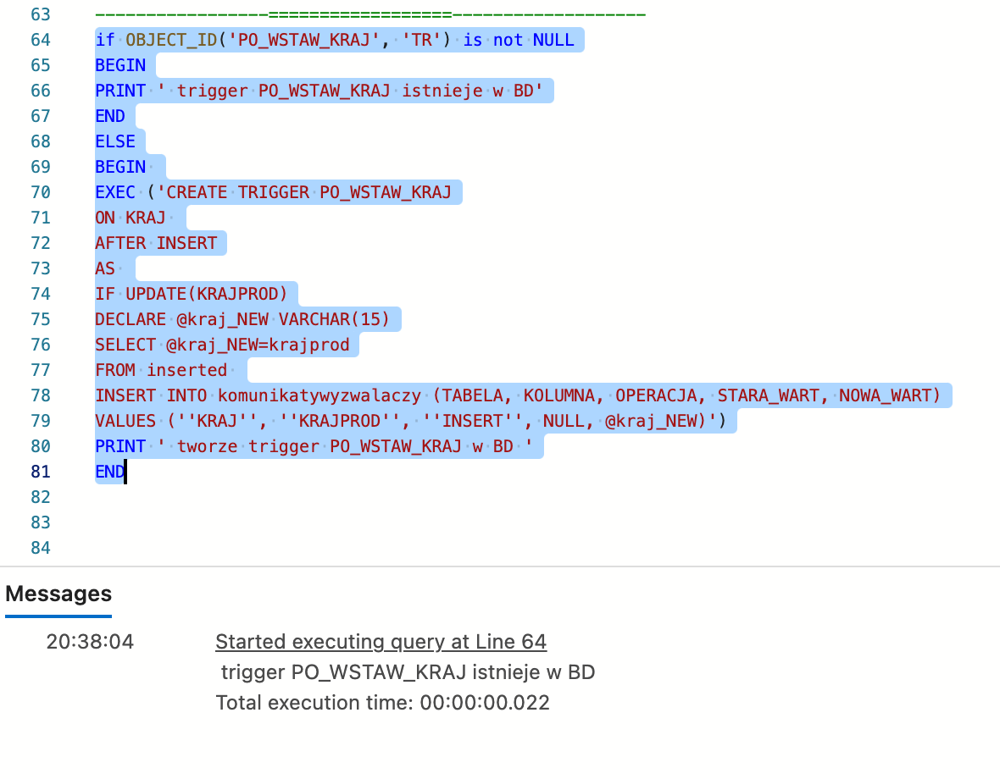 63 -----------------==================-------------------
64 if OBJECT_ID('PO_WSTAW_KRAJ', 'TR') is not NULL
65 BEGIN
66 PRINT ' trigger PO_WSTAW_KRAJ istnieje w BD'
67 END
68 ELSE
69 BEGIN
70 EXEC ('CREATE TRIGGER PO_WSTAW_KRAJ
71 ON KRAJ
72 AFTER INSERT
73 AS
74 IF UPDATE(KRAJPROD)
75 DECLARE @kraj_NEW VARCHAR(15)
76 SELECT @kraj_NEW=krajprod
77 FROM inserted
78 INSERT INTO komunikatywyzwalaczy (TABELA, KOLUMNA, OPERACJA, STARA_WART, NOWA_WART)
79 VALUES (''KRAJ'', ''KRAJPROD'', ''INSERT'', NULL, @kraj_NEW)')
80 PRINT ' tworze trigger PO_WSTAW_KRAJ w BD '
81 END
82
83
84
Messages
20:38:04 Started executing query at Line 64
trigger PO_WSTAW_KRAJ istnieje w BD
Total execution time: 00:00:00.022